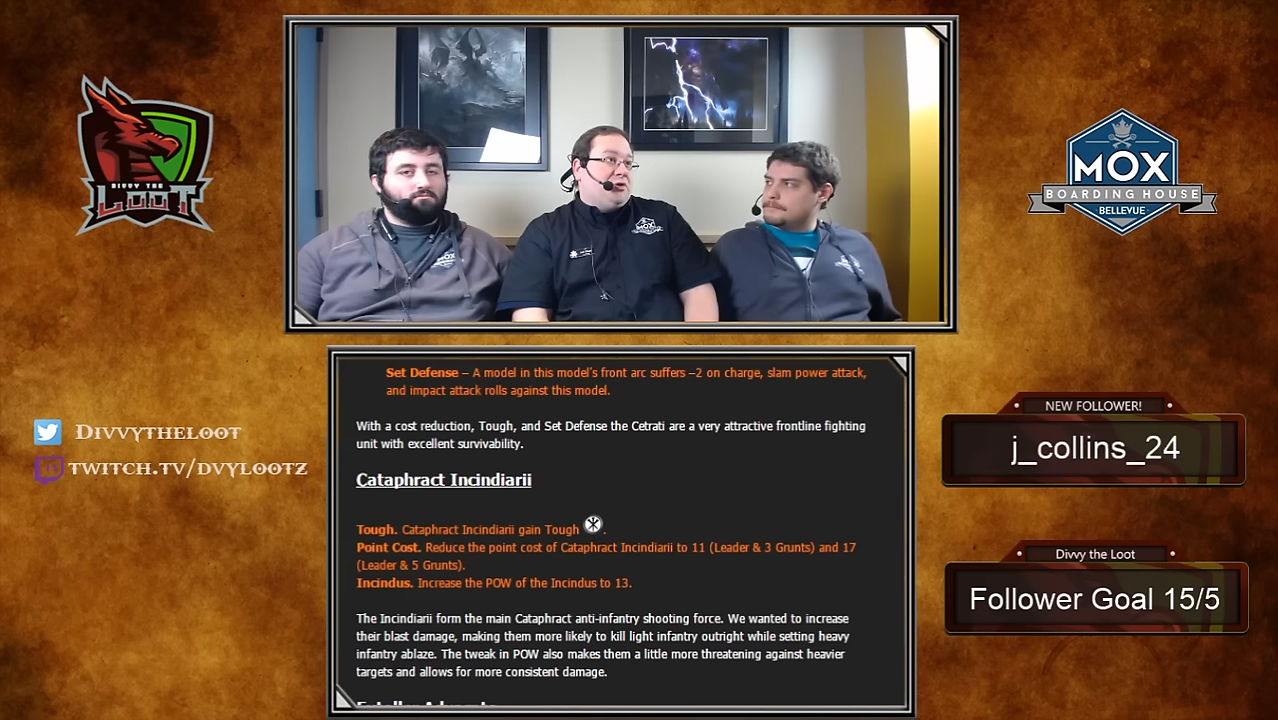 DIVVY THE
LOOT
MOX
BOARDING HOUSE
BELLEVUE
MOX
MOX
Set Defense – A model in this model's front arc suffers –2 on charge, slam power attack,
and impact attack rolls against this model.
With a cost reduction, Tough, and Set Defense the Cetrati are a very attractive frontline fighting
unit with excellent survivability.
Cataphract Incindiarii
Tough. Cataphract Incindiarii gain Tough .
Point Cost. Reduce the point cost of Cataphract Incindiarii to 11 (Leader & 3 Grunts) and 17
(Leader & 5 Grunts).
Incindus. Increase the POW of the Incindus to 13.
The Incindiarii form the main Cataphract anti-infantry shooting force. We wanted to increase
their blast damage, making them more likely to kill light infantry outright while setting heavy
infantry ablaze. The tweak in POW also makes them a little more threatening against heavier
targets and allows for more consistent damage.
DIVVYTHELOOT
TWITCH.TV/DVYLOOTZ
NEW FOLLOWER!
j_collins_24
Divvy the Loot
Follower Goal 15/5